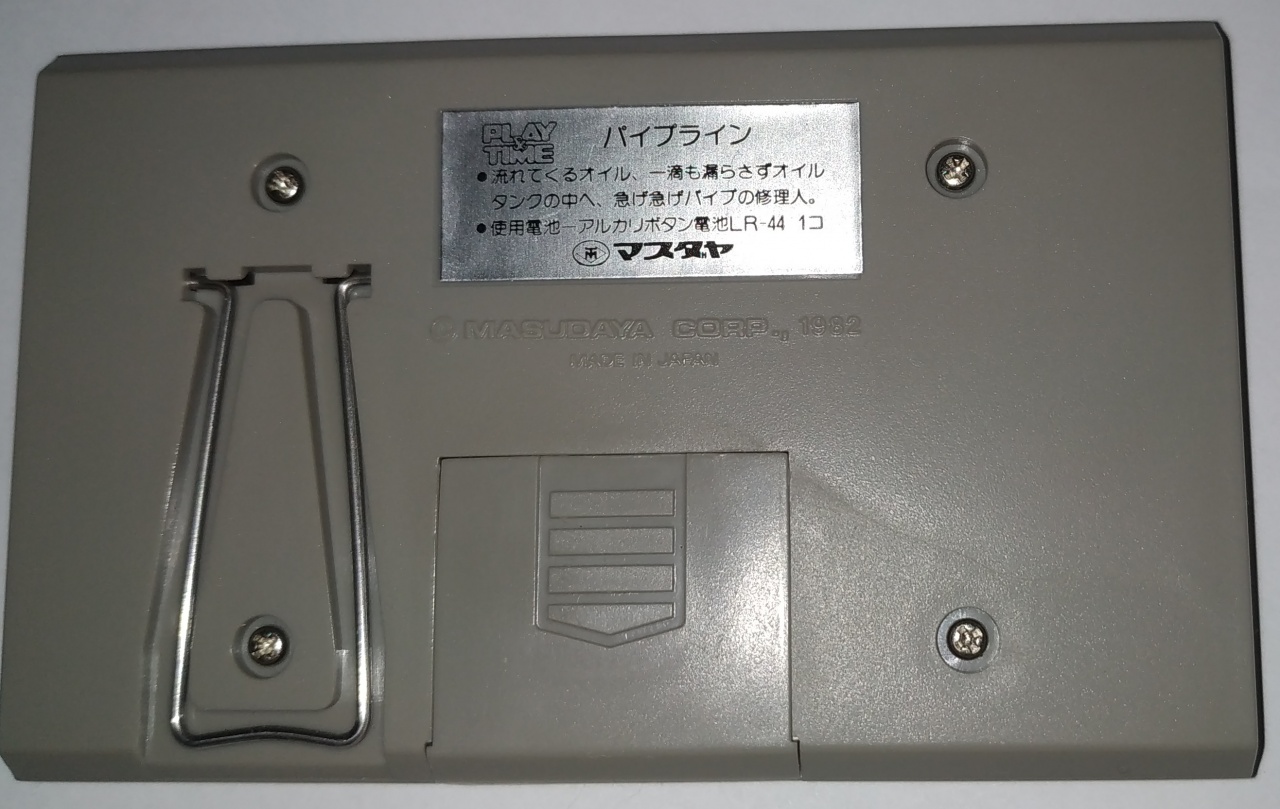 PLAY & TIME パイプライン
●流れてくるオイル、一滴も漏らさずオイル
タンクの中へ、急げ急げパイプの修理人。
●使用電池ーアルカリボタン電池LR-44 1コ
マスダヤ
© MASUDAYA CORP., 1982
MADE IN JAPAN